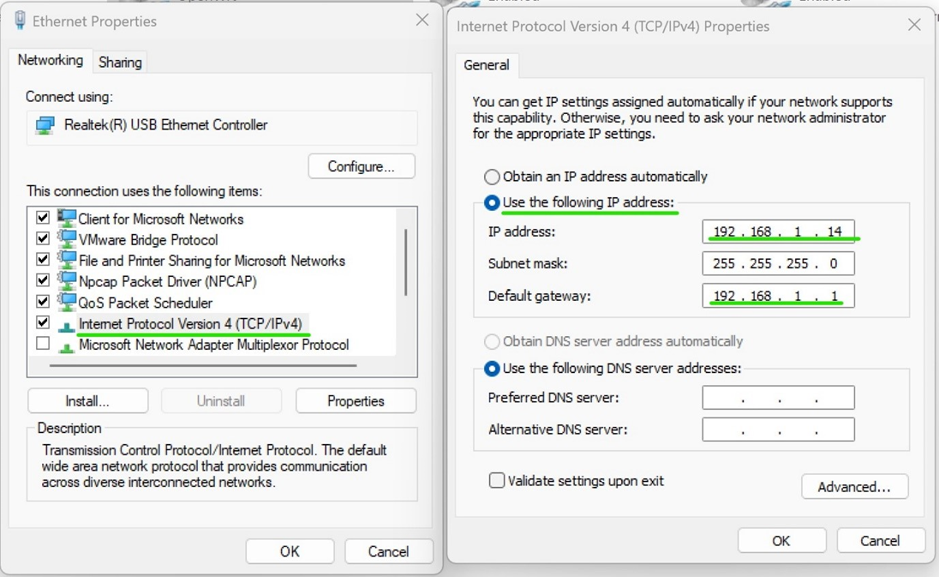 Ethernet Properties
Networking
Sharing
Connect using:
Realtek(R) USB Ethernet Controller
Configure...
This connection uses the following items:
Client for Microsoft Networks
VMware Bridge Protocol
File and Printer Sharing for Microsoft Networks
Npcap Packet Driver (NPCAP)
QoS Packet Scheduler
Internet Protocol Version 4 (TCP/IPv4)
Microsoft Network Adapter Multiplexor Protocol
Install...
Uninstall
Properties
Description
Transmission Control Protocol/Internet Protocol. The default
wide area network protocol that provides communication
across diverse interconnected networks.
OK
Cancel
Internet Protocol Version 4 (TCP/IPv4) Properties
General
You can get IP settings assigned automatically if your network supports
this capability. Otherwise, you need to ask your network administrator
for the appropriate IP settings.
Obtain an IP address automatically
Use the following IP address:
IP address:
192 . 168 . 1 . 14
Subnet mask:
255 . 255 . 255 . 0
Default gateway:
192 . 168 . 1 . 1
Obtain DNS server address automatically
Use the following DNS server addresses:
Preferred DNS server:
. . .
Alternative DNS server:
. . .
Validate settings upon exit
Advanced...
OK
Cancel